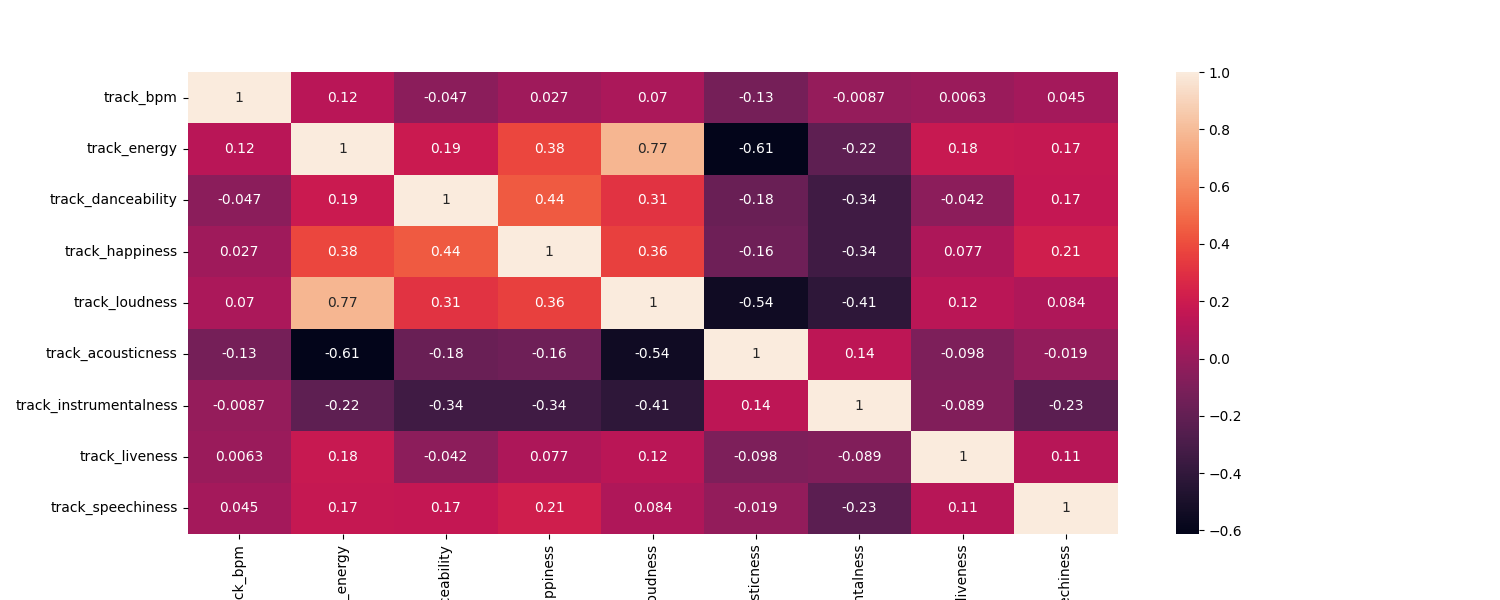 track_bpm 1 0.12 -0.047 0.027 0.07 -0.13 -0.0087 0.0063 0.045
track_energy 0.12 1 0.19 0.38 0.77 -0.61 -0.22 0.18 0.17
track_danceability -0.047 0.19 1 0.44 0.31 -0.18 -0.34 -0.042 0.17
track_happiness 0.027 0.38 0.44 1 0.36 -0.16 -0.34 0.077 0.21
track_loudness 0.07 0.77 0.31 0.36 1 -0.54 -0.41 0.12 0.084
track_acousticness -0.13 -0.61 -0.18 -0.16 -0.54 1 0.14 -0.098 -0.019
track_instrumentalness -0.0087 -0.22 -0.34 -0.34 -0.41 0.14 1 -0.089 -0.23
track_liveness 0.0063 0.18 -0.042 0.077 0.12 -0.098 -0.089 1 0.11
track_speechiness 0.045 0.17 0.17 0.21 0.084 -0.019 -0.23 0.11 1
ck_bpm
_energy
ceability
ppiness
oudness
sticness
ntalness
liveness
echiness
1.0
0.8
0.6
0.4
0.2
0.0
−0.2
−0.4
−0.6